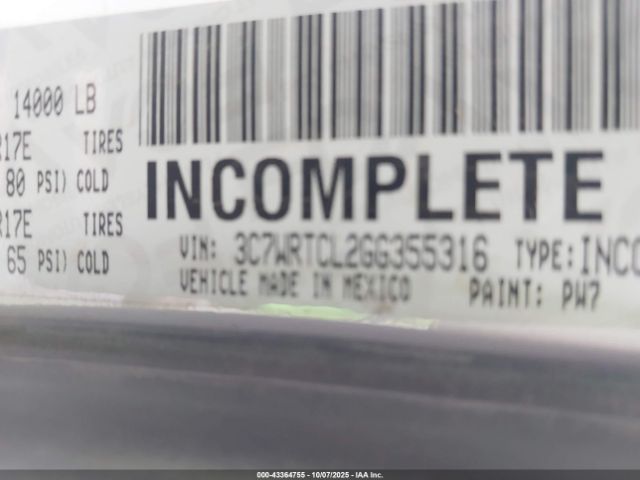 14000 LB
R17E TIRES
80 PSI) COLD
R17E TIRES
65 PSI) COLD
INCOMPLETE
VIN: 3C7WRTCL2GG355316 TYPE: INCO
VEHICLE MADE IN MEXICO PAINT: PW7
000-43364755 - 10/07/2025 - IAA Inc.